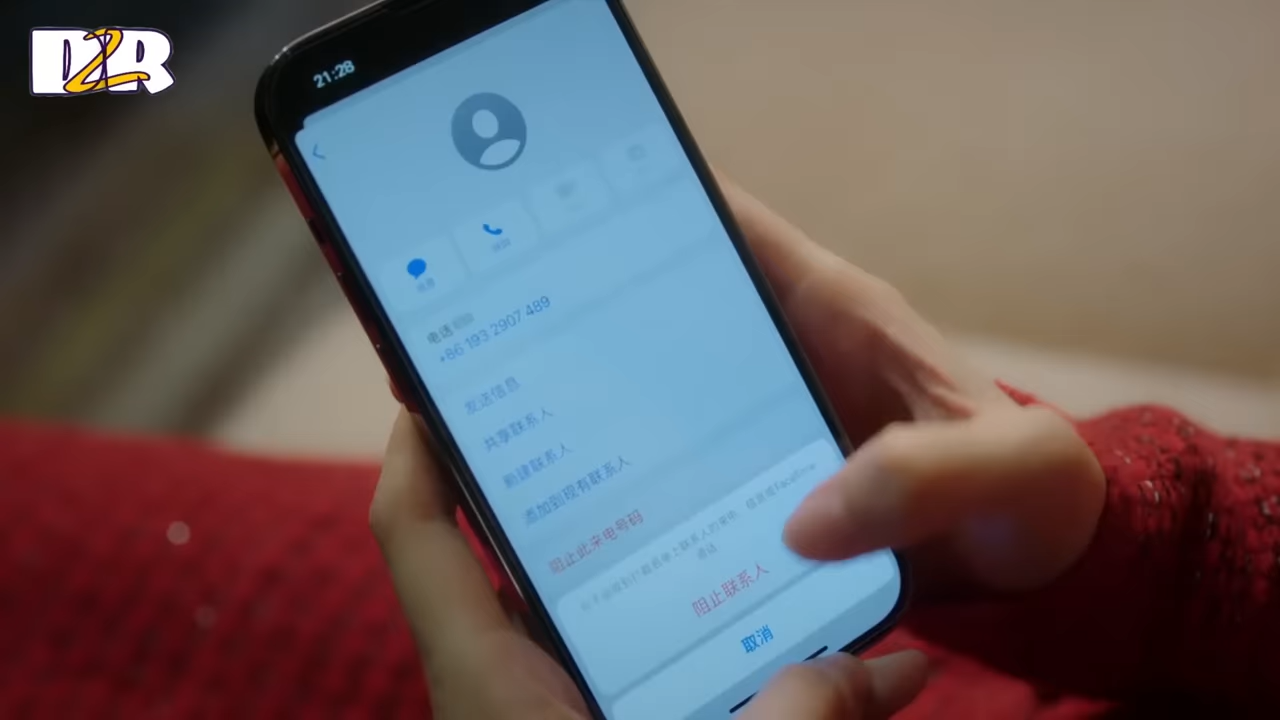 D2R
21:28
电话
+86 193 2907 489
发送信息
共享联系人
新建联系人
添加到现有联系人
阻止此来电号码
阻止联系人
取消